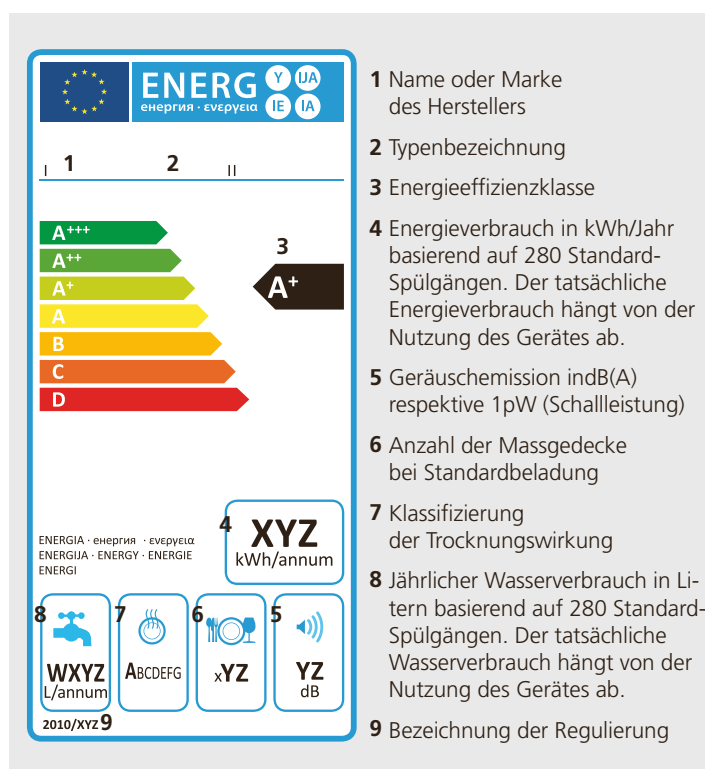 ENERG Y IJA
енергия · ενεργεια IE IA
I 1 2 II
A+++
A++
A+
A
B
C
D
3
A+
4
XYZ
kWh/annum
ENERGIA · енергия · ενεργεια
ENERGIJA · ENERGY · ENERGIE
ENERGI
8
WXYZ
L/annum
7
ABCDEFG
6
xYZ
5
YZ
dB
2010/XYZ 9
1 Name oder Marke
des Herstellers
2 Typenbezeichnung
3 Energieeffizienzklasse
4 Energieverbrauch in kWh/Jahr
basierend auf 280 Standard-
Spülgängen. Der tatsächliche
Energieverbrauch hängt von der
Nutzung des Gerätes ab.
5 Geräuschemission indB(A)
respektive 1pW (Schallleistung)
6 Anzahl der Massgedecke
bei Standardbeladung
7 Klassifizierung
der Trocknungswirkung
8 Jährlicher Wasserverbrauch in Li-
tern basierend auf 280 Standard-
Spülgängen. Der tatsächliche
Wasserverbrauch hängt von der
Nutzung des Gerätes ab.
9 Bezeichnung der Regulierung